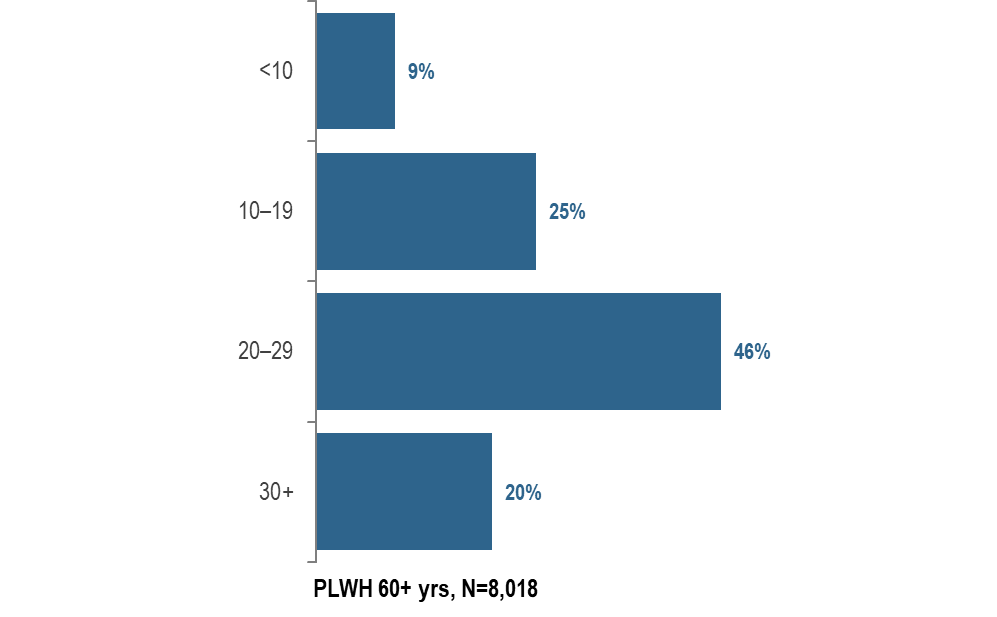 <10 9%
10–19 25%
20–29 46%
30+ 20%
PLWH 60+ yrs, N=8,018